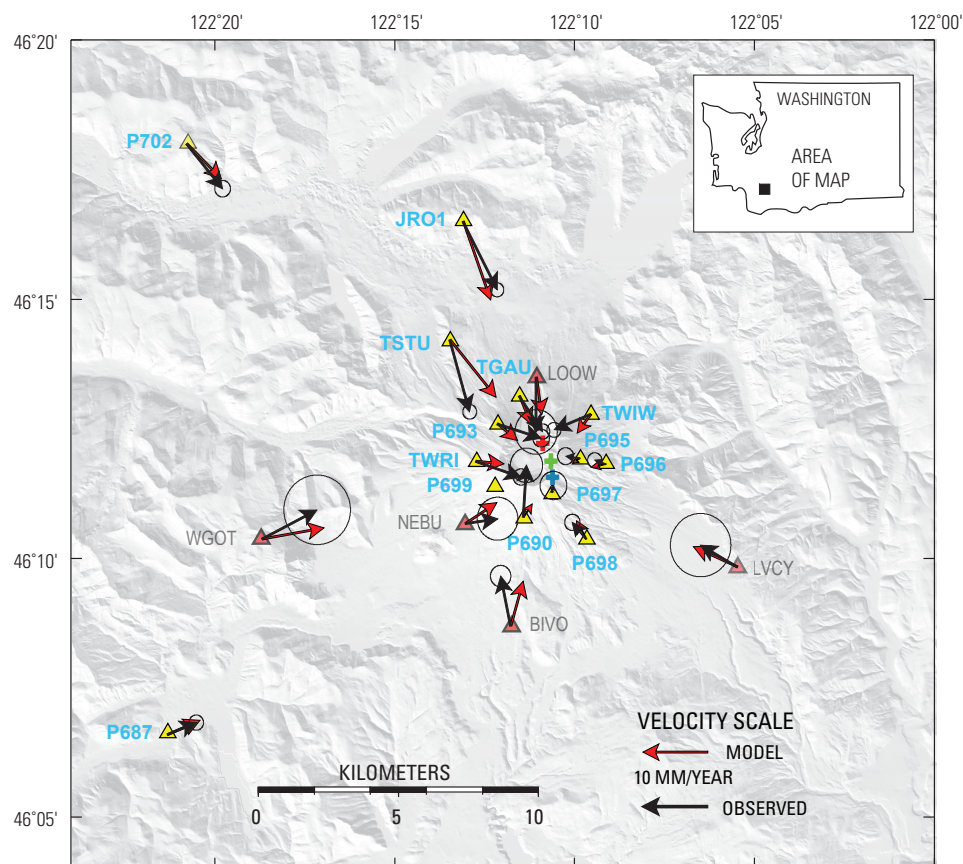 122°20' 122°15' 122°10' 122°05' 122°00'
46°20'
WASHINGTON
AREA
OF MAP
P702
JRO1
46°15'
TSTU
TGAU
LOOW
TWIW
P693
P695
TWRI
P696
P699
P697
NEBU
WGOT
P690
P698
46°10'
LVCY
BIVO
P687
VELOCITY SCALE
MODEL
10 MM/YEAR
OBSERVED
KILOMETERS
0 5 10
46°05'